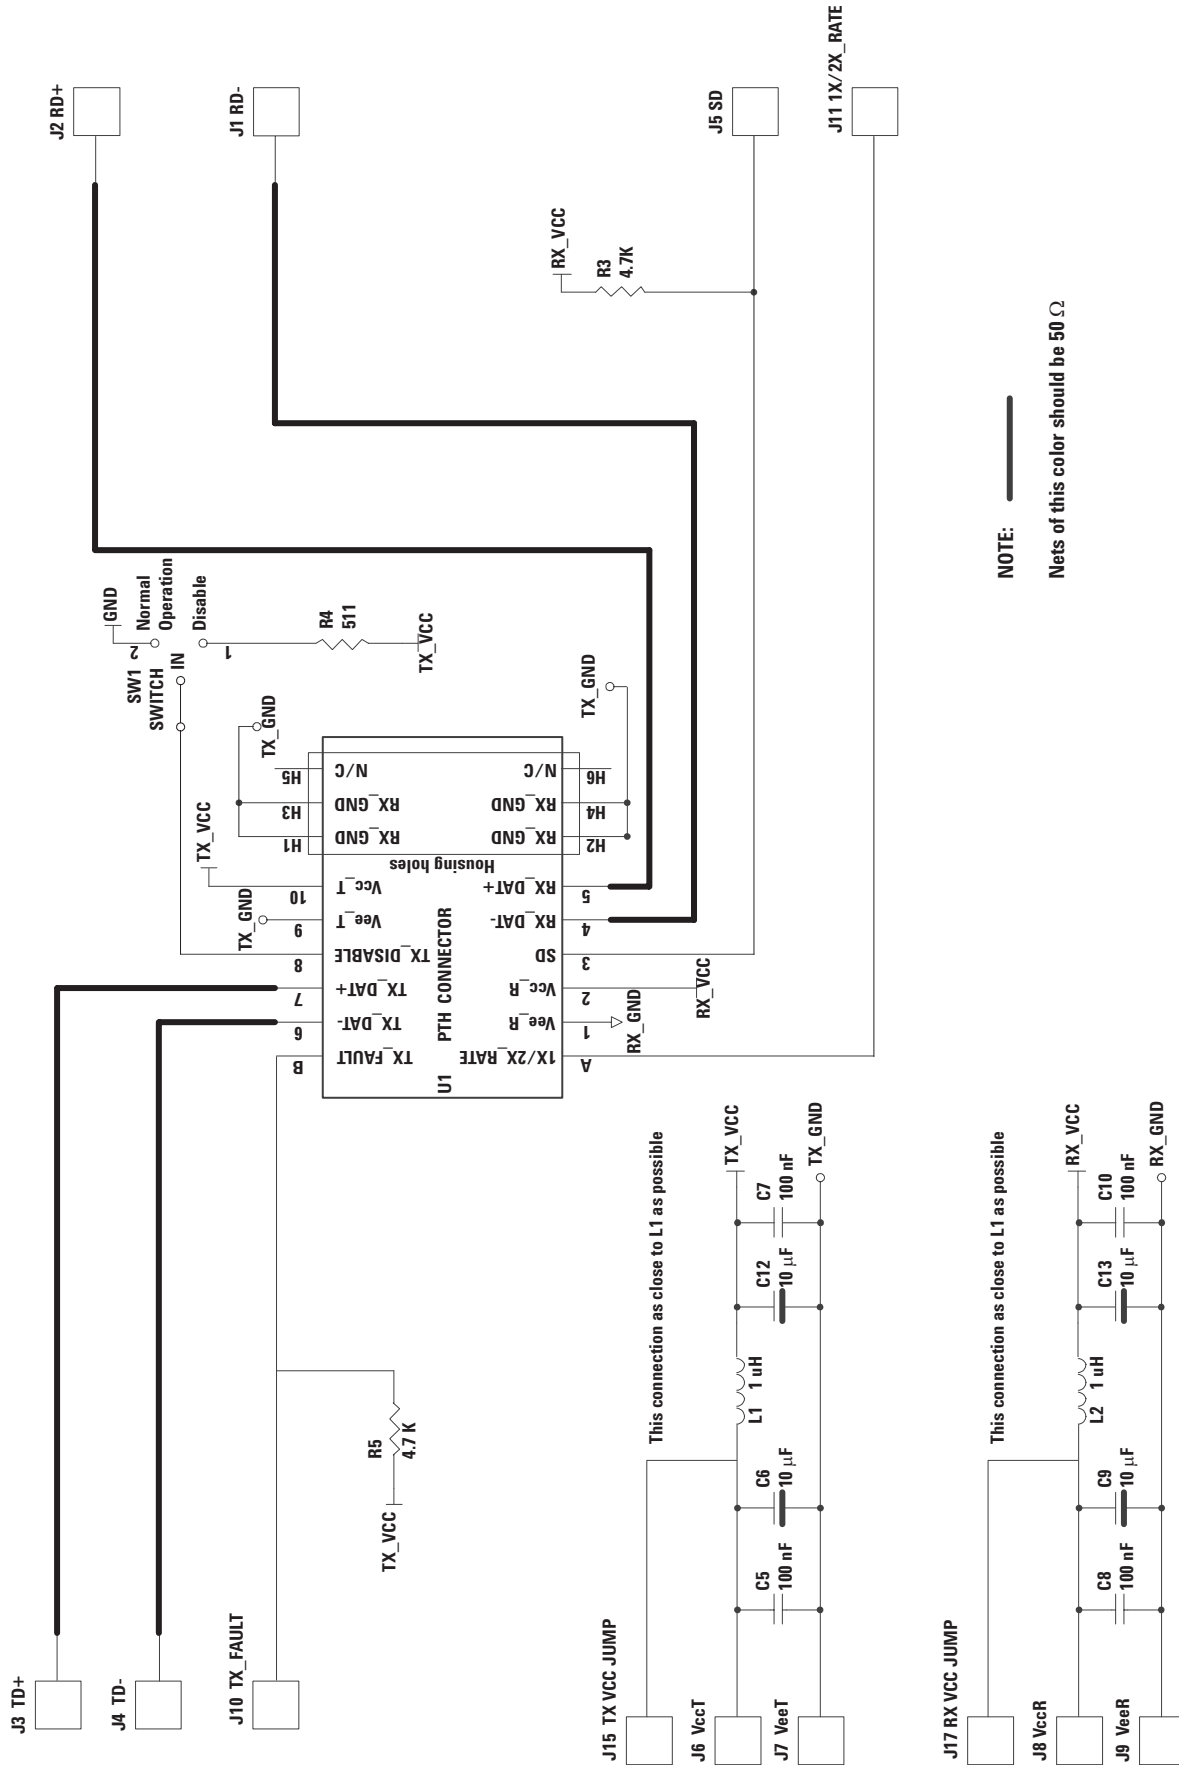 J3 TD+
J4 TD-
J10 TX_FAULT
TX_VCC
R5
4.7 K
J2 RD+
J1 RD-
J5 SD
J11 1X/2X_RATE
RX_VCC
R3
4.7K
GND
Normal
Operation
Disable
2
1
SW1
SWITCH
IN
R4
511
TX_VCC
TX_GND
TX_GND
TX_VCC
TX_GND
B
6
7
8
9
10
H1
H3
H5
TX_FAULT
TX_DAT-
TX_DAT+
TX_DISABLE
Vee_T
Vcc_T
RX_GND
RX_GND
N/C
U1
PTH CONNECTOR
Housing holes
1X/2X_RATE
Vee_R
Vcc_R
SD
RX_DAT-
RX_DAT+
RX_GND
RX_GND
N/C
A
1
2
3
4
5
H2
H4
H6
RX_GND
RX_VCC
J15 TX VCC JUMP
J6 VccT
J7 VeeT
C5
100 nF
C6
10 µF
L1 1 uH
This connection as close to L1 as possible
C12
10 µF
C7
100 nF
TX_VCC
TX_GND
J17 RX VCC JUMP
J8 VccR
J9 VeeR
C8
100 nF
C9
10 µF
L2 1 uH
This connection as close to L1 as possible
C13
10 µF
C10
100 nF
RX_VCC
RX_GND
NOTE:
Nets of this color should be 50 Ω